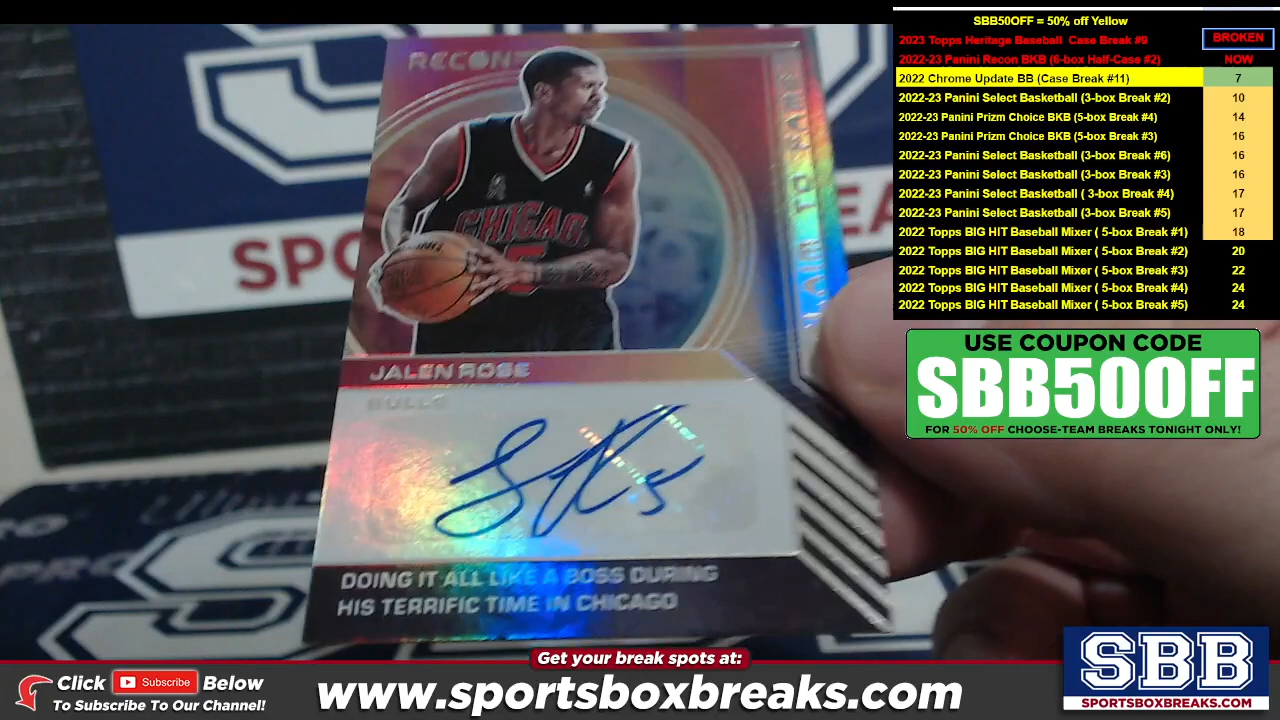 RECON
CHICAG
JALEN ROSE
BULLS
DOING IT ALL LIKE A BOSS DURING
HIS TERRIFIC TIME IN CHICAGO
SBB50OFF = 50% off Yellow
2023 Topps Heritage Baseball Case Break #9 BROKEN
2022-23 Panini Recon BKB (6-box Half-Case #2) NOW
2022 Chrome Update BB (Case Break #11) 7
2022-23 Panini Select Basketball (3-box Break #2) 10
2022-23 Panini Prizm Choice BKB (5-box Break #4) 14
2022-23 Panini Prizm Choice BKB (5-box Break #3) 16
2022-23 Panini Select Basketball (3-box Break #6) 16
2022-23 Panini Select Basketball (3-box Break #3) 16
2022-23 Panini Select Basketball ( 3-box Break #4) 17
2022-23 Panini Select Basketball (3-box Break #5) 17
2022 Topps BIG HIT Baseball Mixer ( 5-box Break #1) 18
2022 Topps BIG HIT Baseball Mixer ( 5-box Break #2) 20
2022 Topps BIG HIT Baseball Mixer ( 5-box Break #3) 22
2022 Topps BIG HIT Baseball Mixer ( 5-box Break #4) 24
2022 Topps BIG HIT Baseball Mixer ( 5-box Break #5) 24
USE COUPON CODE
SBB50OFF
FOR 50% OFF CHOOSE-TEAM BREAKS TONIGHT ONLY!
Get your break spots at:
Click Subscribe Below
To Subscribe To Our Channel!
www.sportsboxbreaks.com
SBB
SPORTSBOXBREAKS.COM